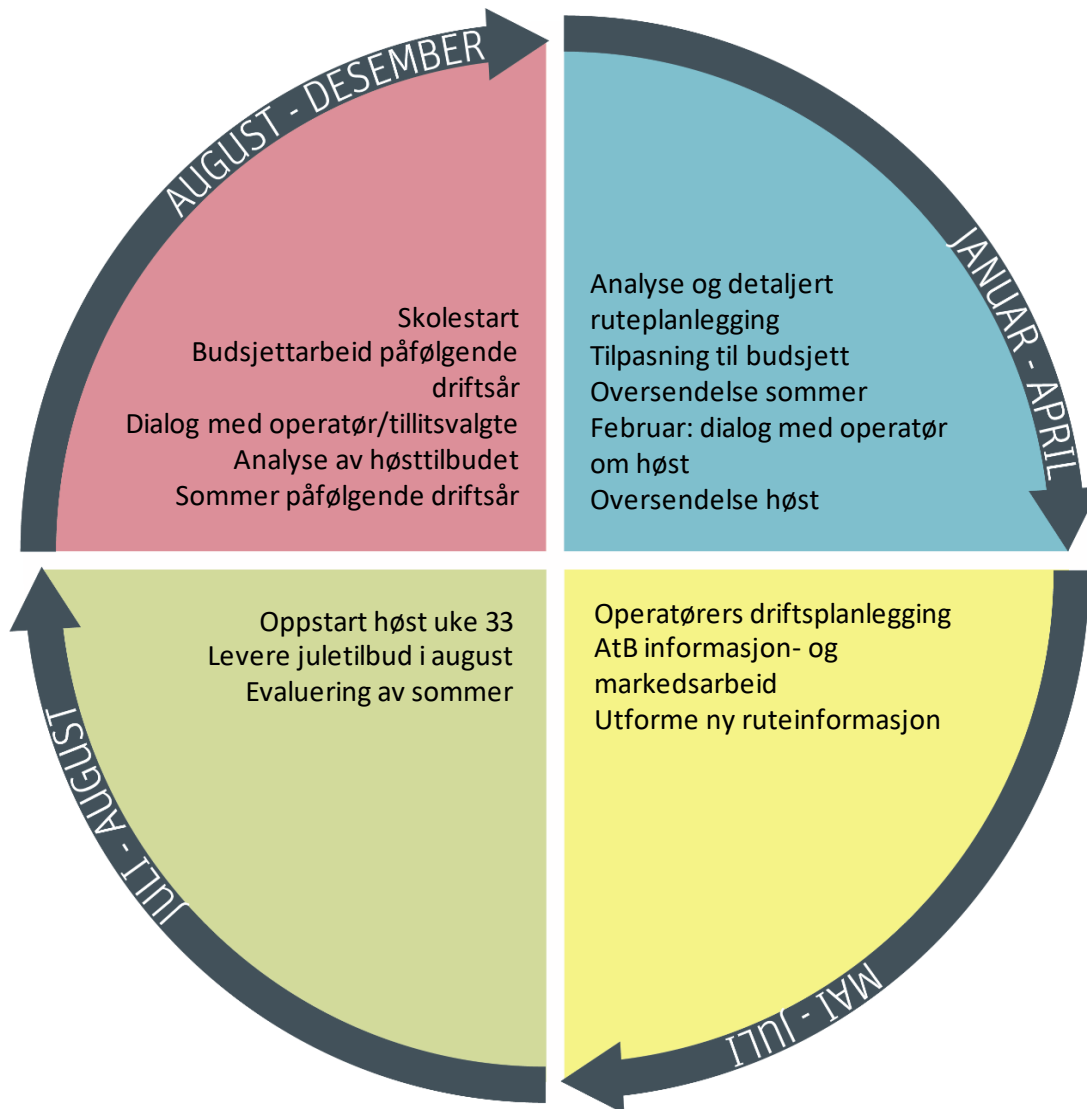 AUGUST - DESEMBER
Skolestart
Budsjettarbeid påfølgende
driftsår
Dialog med operatør/tillitsvalgte
Analyse av høsttilbudet
Sommer påfølgende driftsår
JANUAR - APRIL
Analyse og detaljert
ruteplanlegging
Tilpasning til budsjett
Oversendelse sommer
Februar: dialog med operatør
om høst
Oversendelse høst
MAI - JULI
Operatørers driftsplanlegging
AtB informasjon- og
markedsarbeid
Utforme ny ruteinformasjon
JULI - AUGUST
Oppstart høst uke 33
Levere juletilbud i august
Evaluering av sommer